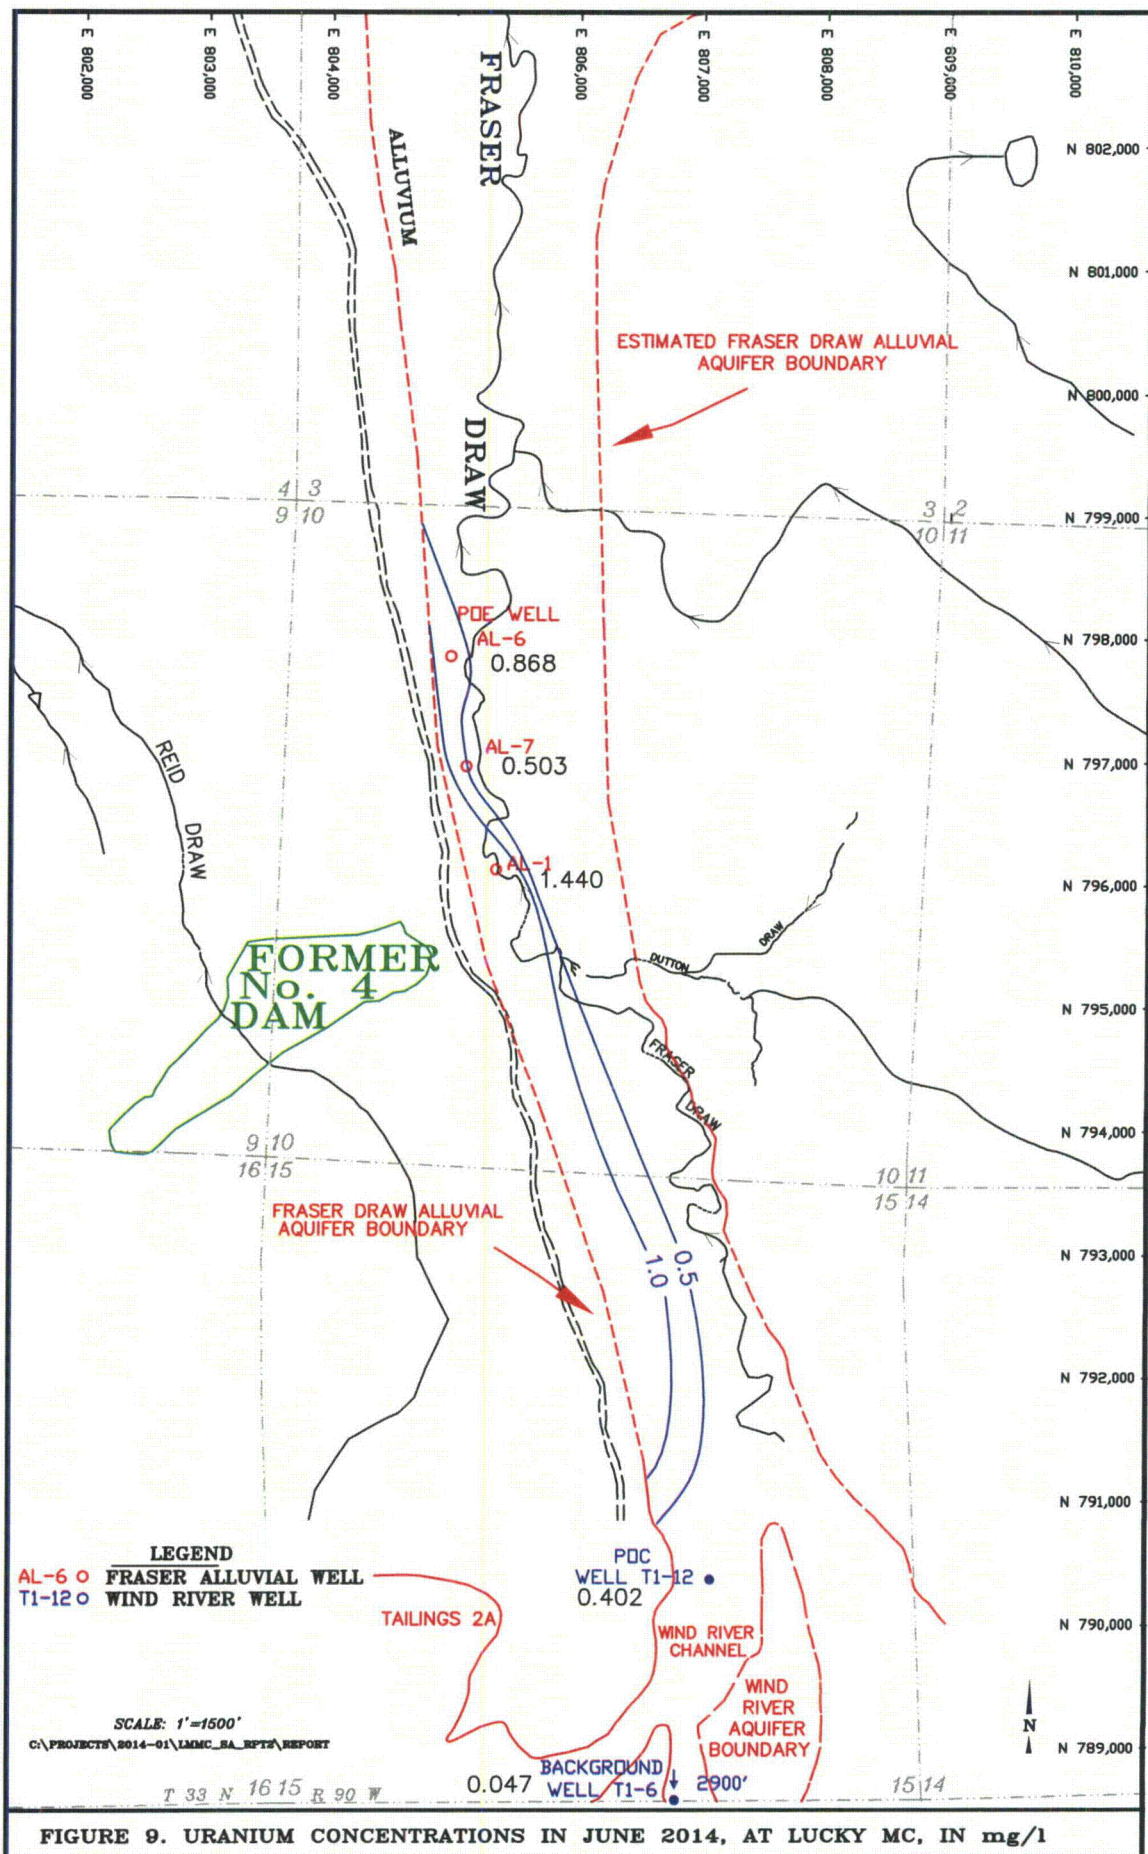 E 802,000
E 803,000
E 804,000
E 806,000
E 807,000
E 808,000
E 809,000
E 810,000
FRASER
ALLUVIUM
N 802,000
N 801,000
ESTIMATED FRASER DRAW ALLUVIAL
AQUIFER BOUNDARY
N 800,000
DRAW
4 3
9 10
3 2
10 11
N 799,000
POE WELL
AL-6
0.868
N 798,000
REID
DRAW
AL-7
0.503
N 797,000
AL-1
1.440
N 796,000
DUTTON
DRAW
FORMER
No. 4
DAM
N 795,000
FRASER
DRAW
9 10
16 15
N 794,000
10 11
15 14
FRASER DRAW ALLUVIAL
AQUIFER BOUNDARY
1.0
0.5
N 793,000
N 792,000
N 791,000
LEGEND
AL-6 FRASER ALLUVIAL WELL
T1-12 WIND RIVER WELL
POC
WELL T1-12
0.402
TAILINGS 2A
N 790,000
WIND RIVER
CHANNEL
WIND
RIVER
AQUIFER
BOUNDARY
N
SCALE: 1"=1500'
C:\PROJECTS\2014-01\LMMC_SA_RPTS\REPORT
N 789,000
BACKGROUND
WELL T1-6
2900'
0.047
T 33 N 16 15 R 90 W
15 14
FIGURE 9. URANIUM CONCENTRATIONS IN JUNE 2014, AT LUCKY MC, IN mg/l